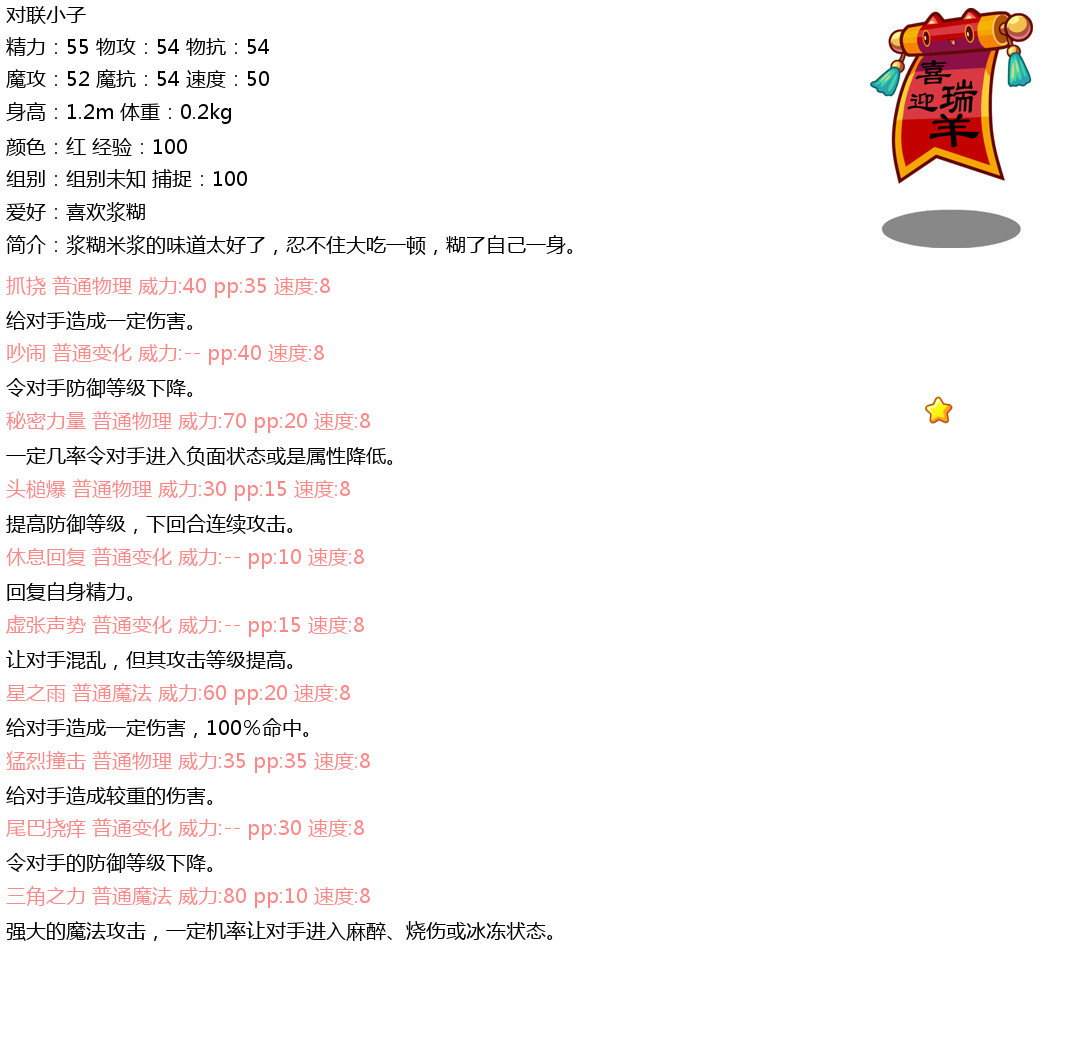 对联小子
精力：55 物攻：54 物抗：54
魔攻：52 魔抗：54 速度：50
身高：1.2m 体重：0.2kg
颜色：红 经验：100
组别：组别未知 捕捉：100
爱好：喜欢浆糊
简介：浆糊米浆的味道太好了，忍不住大吃一顿，糊了自己一身。
抓挠 普通物理 威力:40 pp:35 速度:8
给对手造成一定伤害。
吵闹 普通变化 威力:-- pp:40 速度:8
令对手防御等级下降。
秘密力量 普通物理 威力:70 pp:20 速度:8
一定几率令对手进入负面状态或是属性降低。
头槌爆 普通物理 威力:30 pp:15 速度:8
提高防御等级，下回合连续攻击。
休息回复 普通变化 威力:-- pp:10 速度:8
回复自身精力。
虚张声势 普通变化 威力:-- pp:15 速度:8
让对手混乱，但其攻击等级提高。
星之雨 普通魔法 威力:60 pp:20 速度:8
给对手造成一定伤害，100%命中。
猛烈撞击 普通物理 威力:35 pp:35 速度:8
给对手造成较重的伤害。
尾巴挠痒 普通变化 威力:-- pp:30 速度:8
令对手的防御等级下降。
三角之力 普通魔法 威力:80 pp:10 速度:8
强大的魔法攻击，一定机率让对手进入麻醉、烧伤或冰冻状态。
喜迎
瑞羊